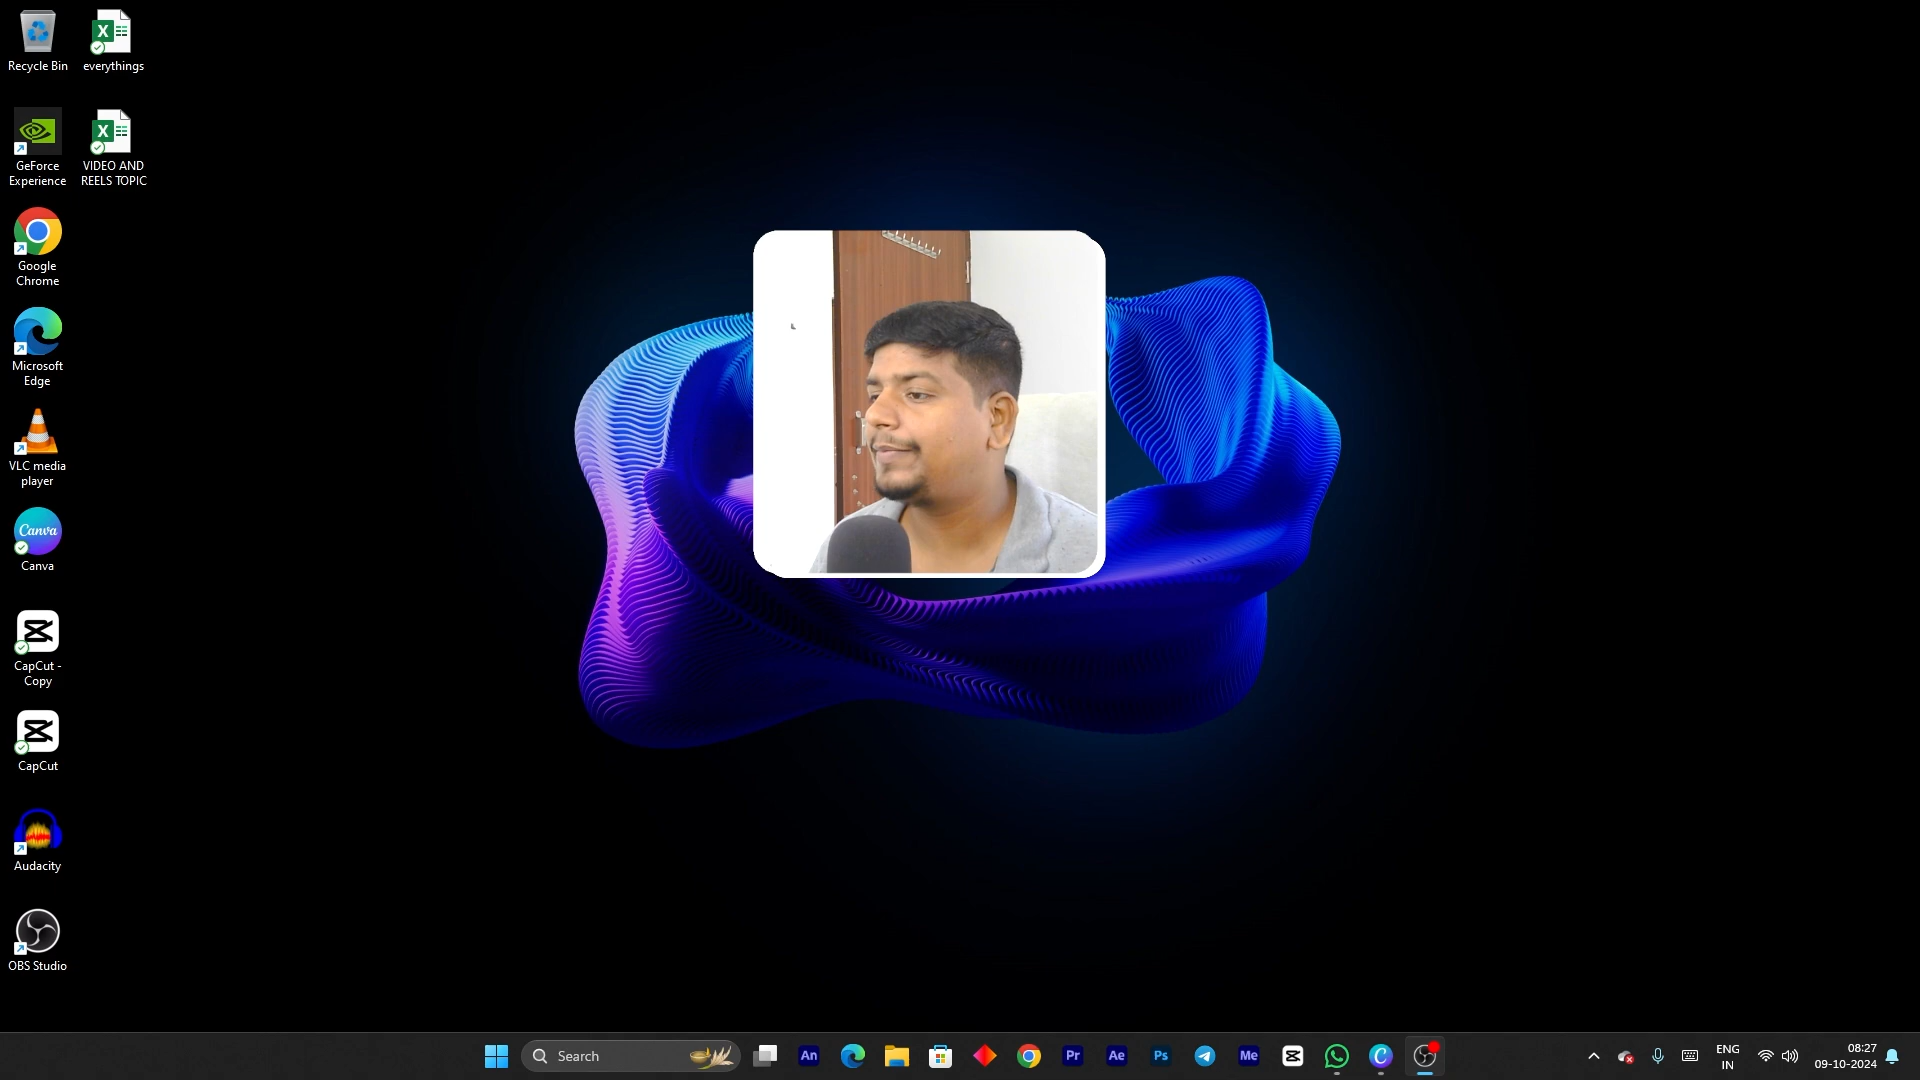 Recycle Bin
everythings
GeForce
Experience
VIDEO AND
REELS TOPIC
Google
Chrome
Microsoft
Edge
VLC media
player
Canva
Canva
CapCut -
Copy
CapCut
Audacity
OBS Studio
Search
An
Pr
Ae
Ps
Me
ENG
IN
08:27
09-10-2024